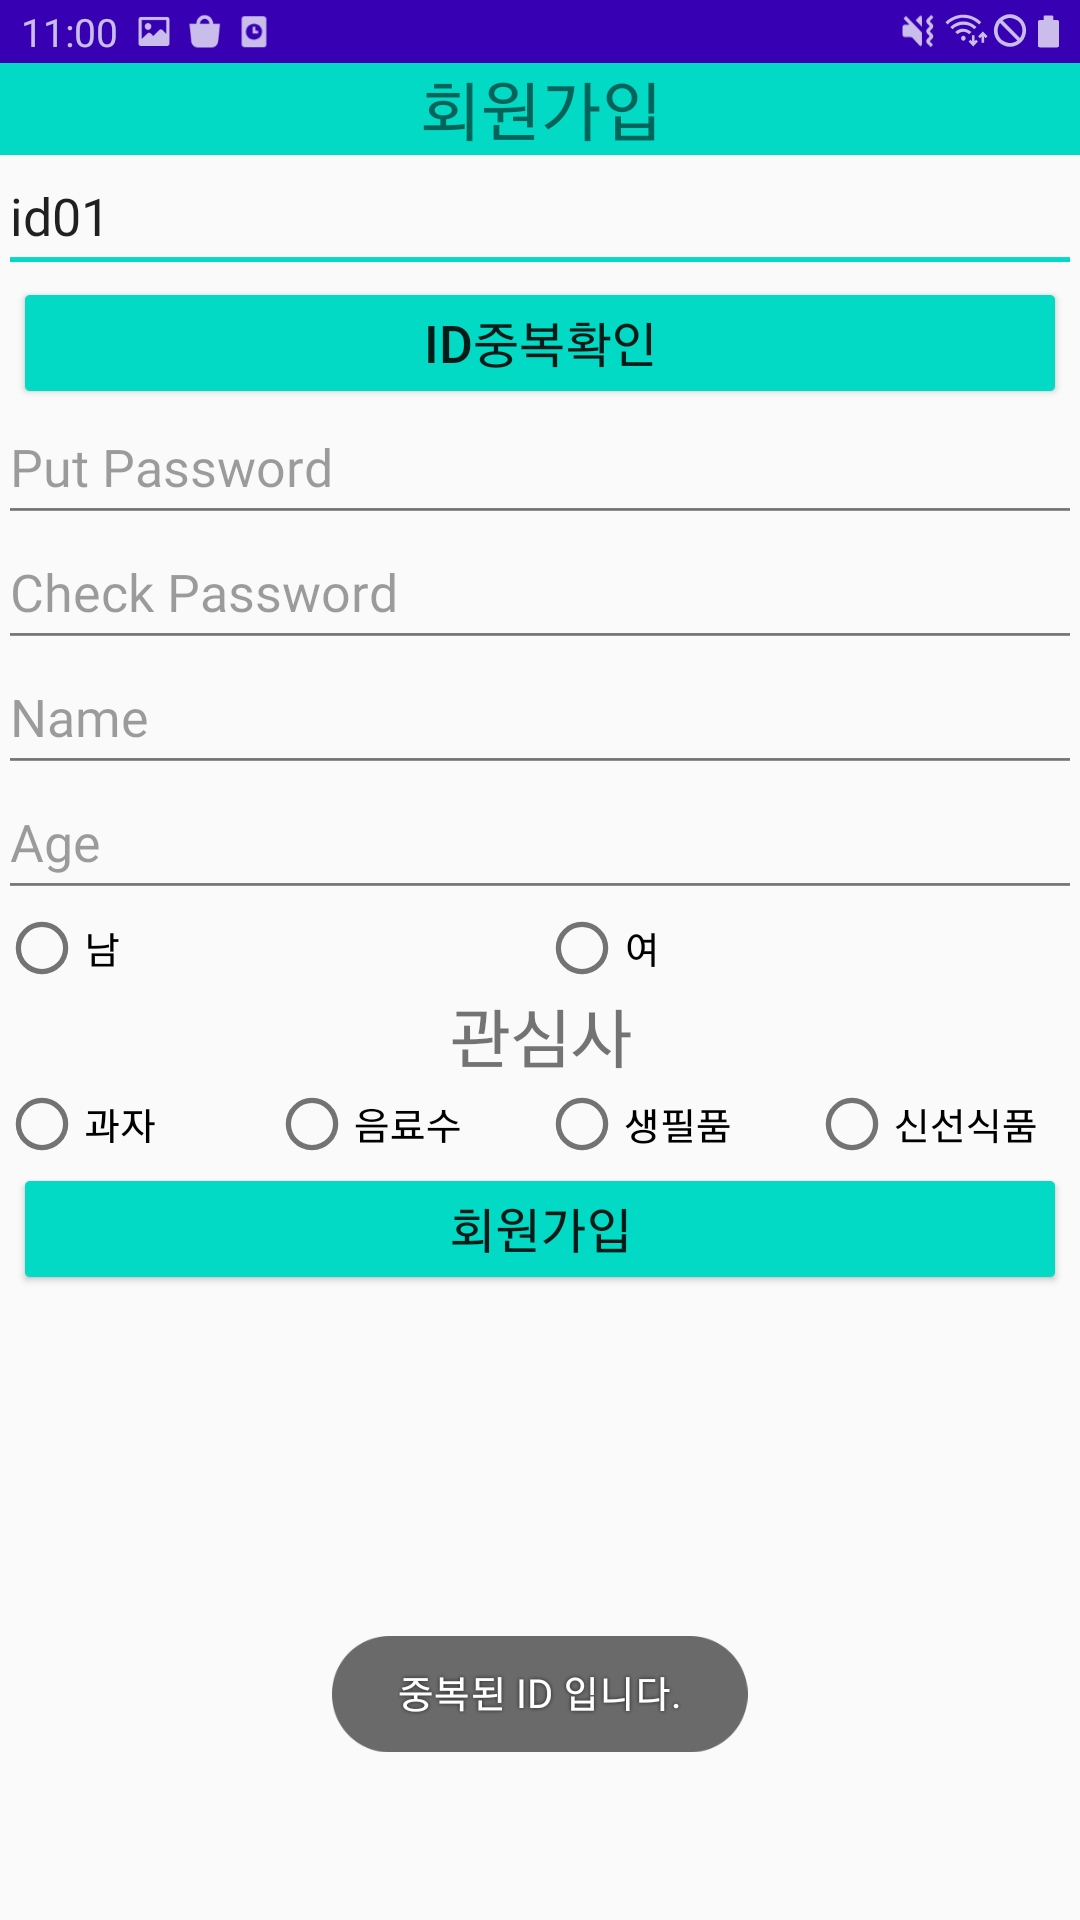 11:00
회원가입
id01
ID중복확인
Put Password
Check Password
Name
Age
남 여
관심사
과자 음료수 생필품 신선식품
회원가입
중복된 ID 입니다.